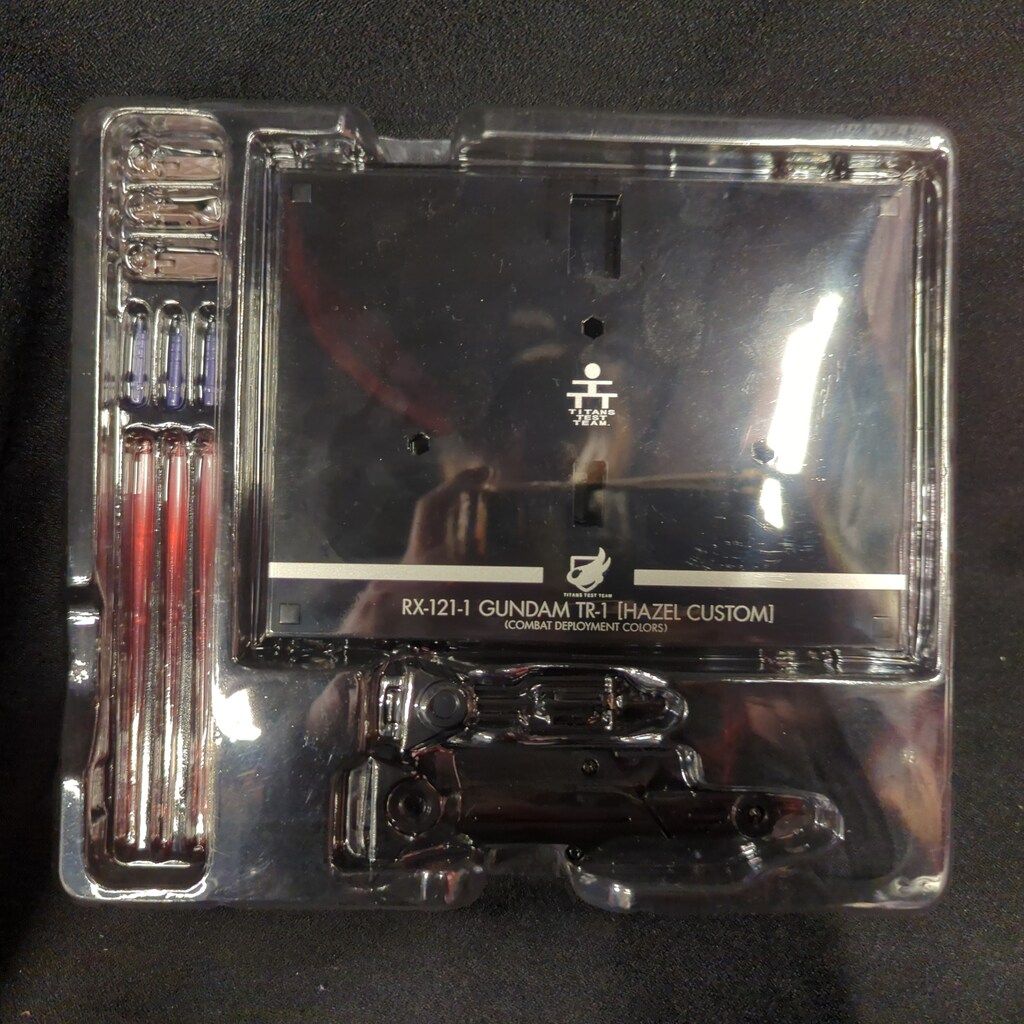 TITANS
TEST
TEAM.
TITANS TEST TEAM
RX-121-1 GUNDAM TR-1 [HAZEL CUSTOM]
(COMBAT DEPLOYMENT COLORS)